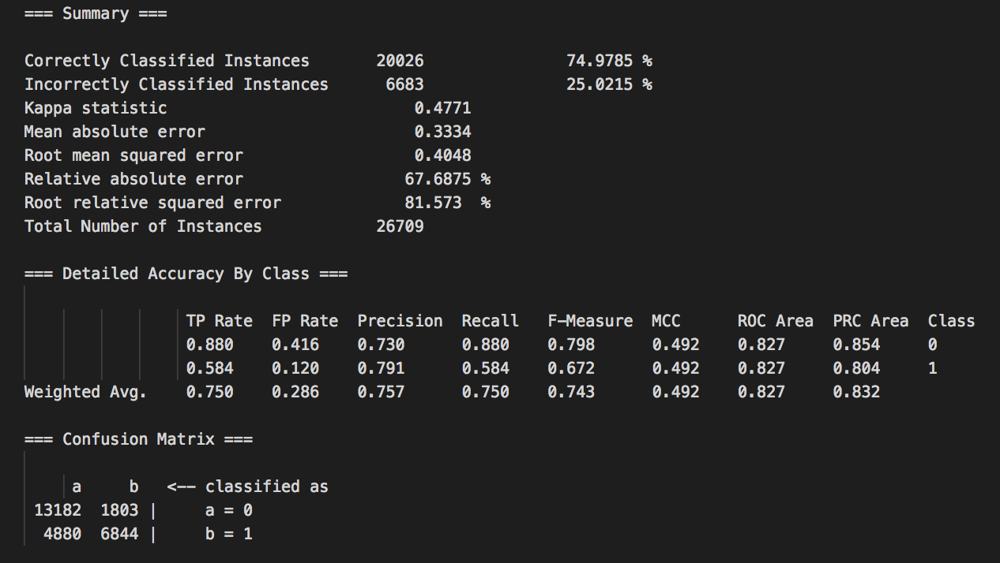 === Summary ===
Correctly Classified Instances 20026 74.9785 %
Incorrectly Classified Instances 6683 25.0215 %
Kappa statistic 0.4771
Mean absolute error 0.3334
Root mean squared error 0.4048
Relative absolute error 67.6875 %
Root relative squared error 81.573 %
Total Number of Instances 26709
=== Detailed Accuracy By Class ===
TP Rate FP Rate Precision Recall F-Measure MCC ROC Area PRC Area Class
0.880 0.416 0.730 0.880 0.798 0.492 0.827 0.854 0
0.584 0.120 0.791 0.584 0.672 0.492 0.827 0.804 1
Weighted Avg. 0.750 0.286 0.757 0.750 0.743 0.492 0.827 0.832
=== Confusion Matrix ===
a b <-- classified as
13182 1803 | a = 0
4880 6844 | b = 1